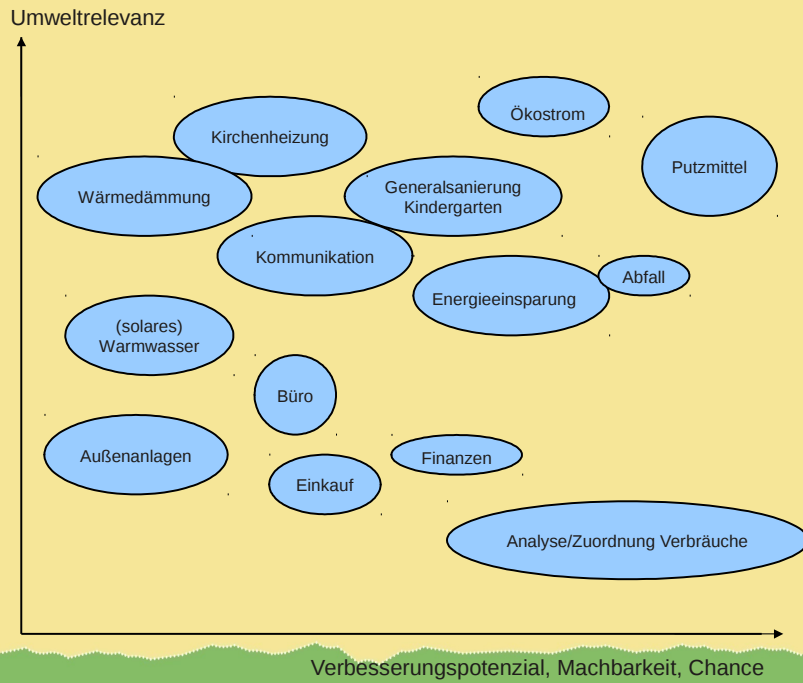 Umweltrelevanz
Ökostrom
Kirchenheizung
Putzmittel
Wärmedämmung
Generalsanierung
Kindergarten
Kommunikation
Abfall
Energieeinsparung
(solares)
Warmwasser
Büro
Außenanlagen
Finanzen
Einkauf
Analyse/Zuordnung Verbräuche
Verbesserungspotenzial, Machbarkeit, Chance